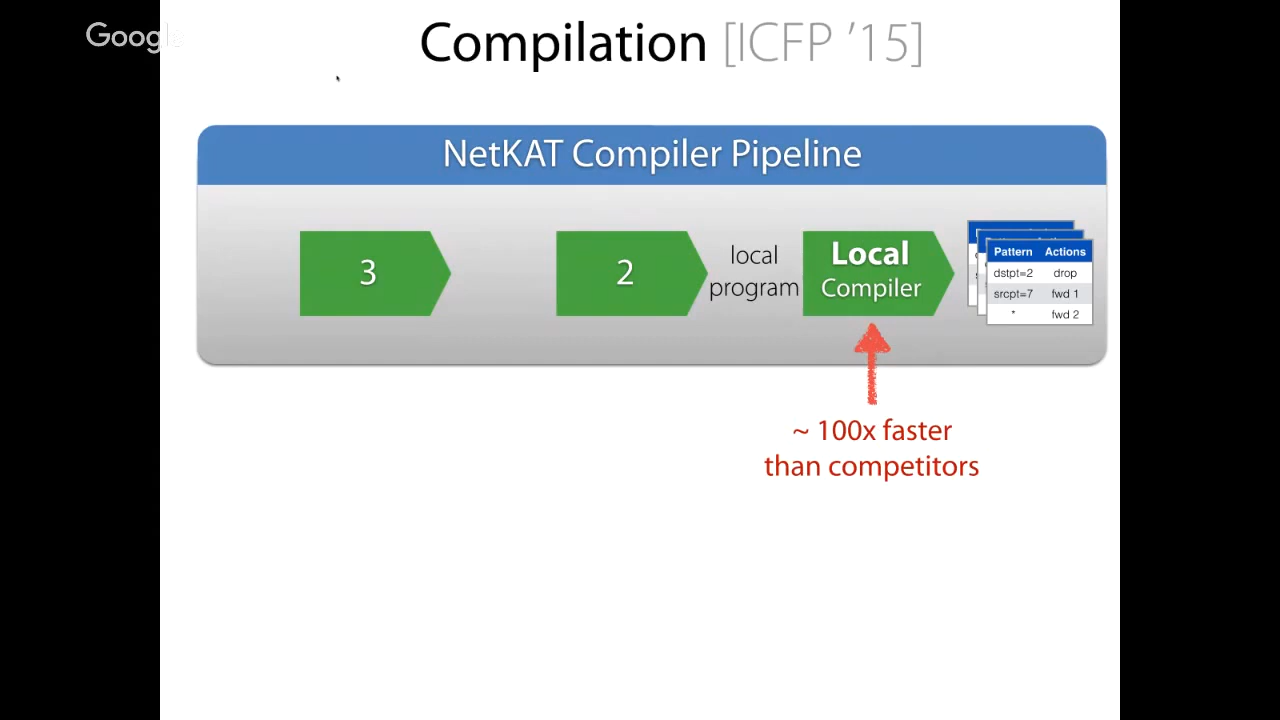 Google
Compilation [ICFP ’15]
NetKAT Compiler Pipeline
3
2
local
program
Local
Compiler
Pattern Actions
dstpt=2 drop
srcpt=7 fwd 1
* fwd 2
~ 100x faster
than competitors